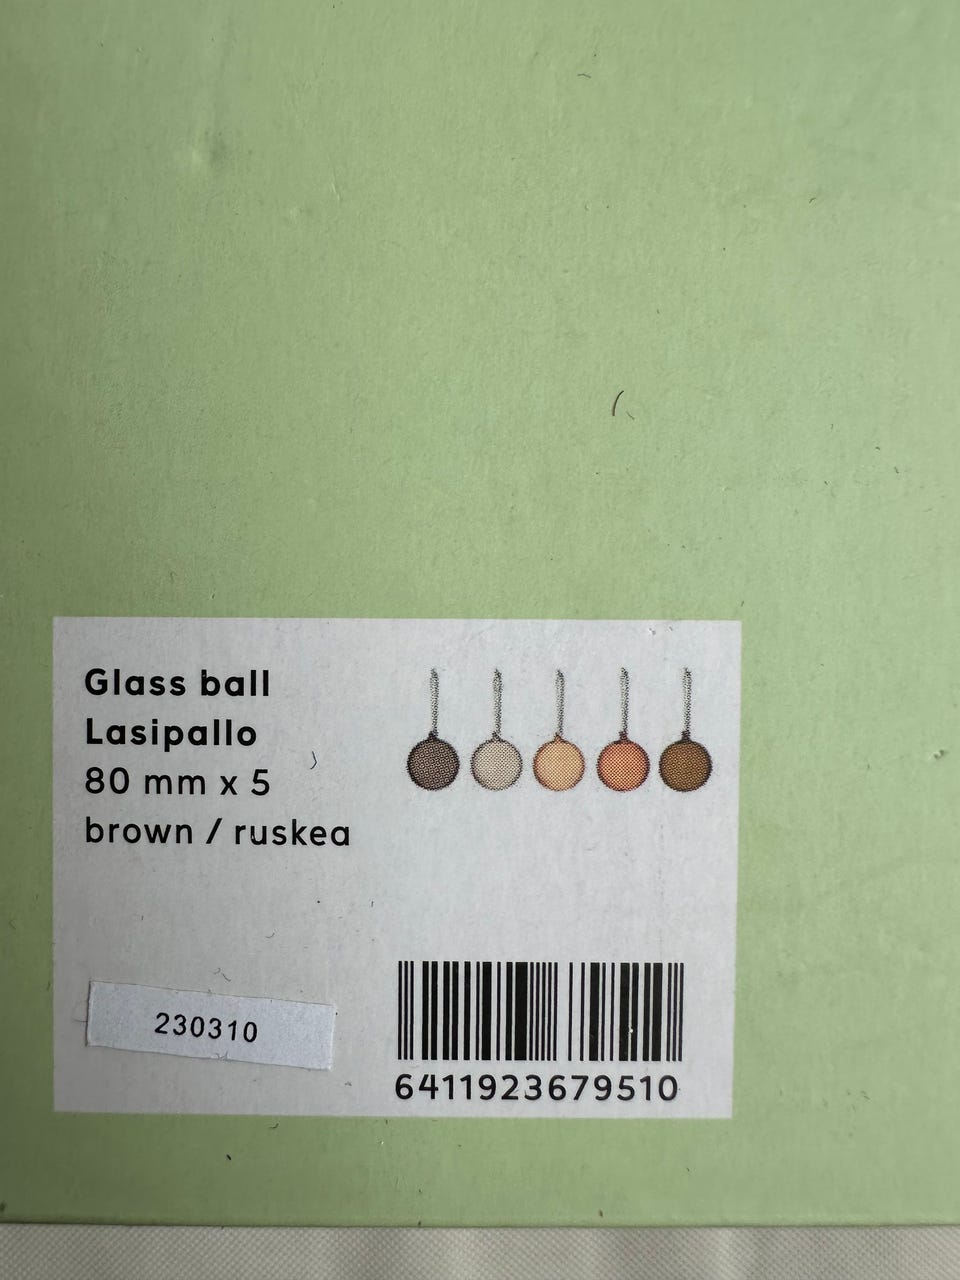 Glass ball
Lasipallo
80 mm x 5
brown / ruskea
230310
6411923679510